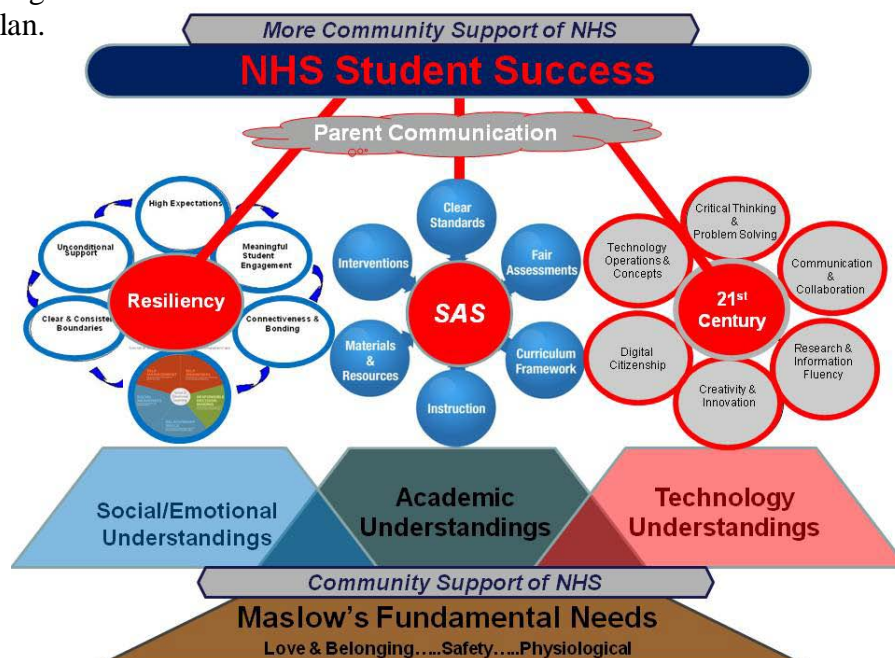 lan.
More Community Support of NHS
NHS Student Success
Parent Communication
High Expectations
Unconditional
Support
Meaningful
Student
Engagement
Resiliency
Clear & Consisten
Boundaries
Connectiveness &
Bonding
Clear
Standards
Interventions
Fair
Assessments
SAS
Materials
&
Resources
Curriculum
Framework
Instruction
Critical Thinking
&
Problem Solving
Technology
Operations &
Concepts
Communication
&
Collaboration
21st
Century
Digital
Citizenship
Research &
Information
Fluency
Creativity &
Innovation
Social/Emotional
Understandings
Academic
Understandings
Technology
Understandings
Community Support of NHS
Maslow's Fundamental Needs
Love & Belonging.....Safety.....Physiological